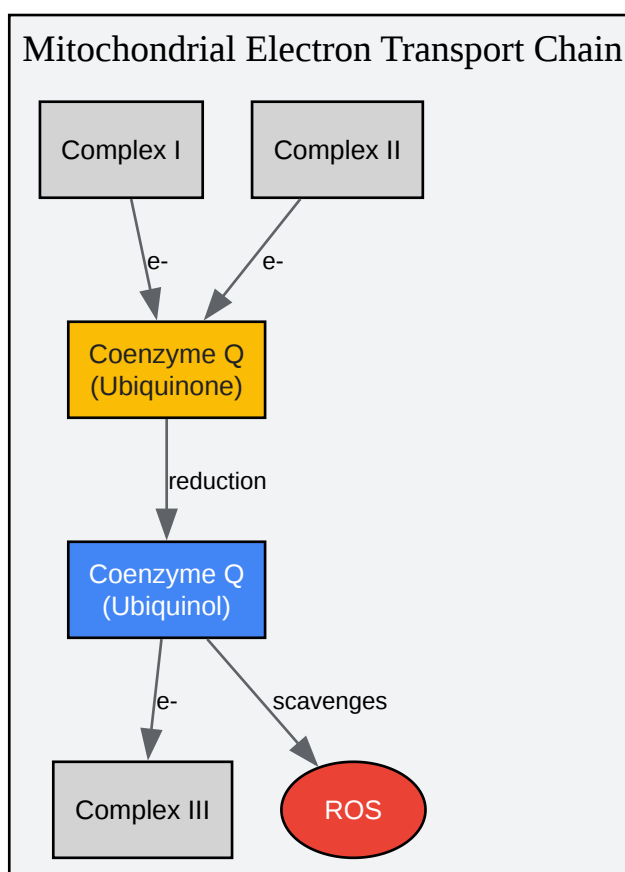 Mitochondrial Electron Transport Chain
Complex I
Complex II
e-
e-
Coenzyme Q
(Ubiquinone)
reduction
Coenzyme Q
(Ubiquinol)
e-
scavenges
Complex III
ROS